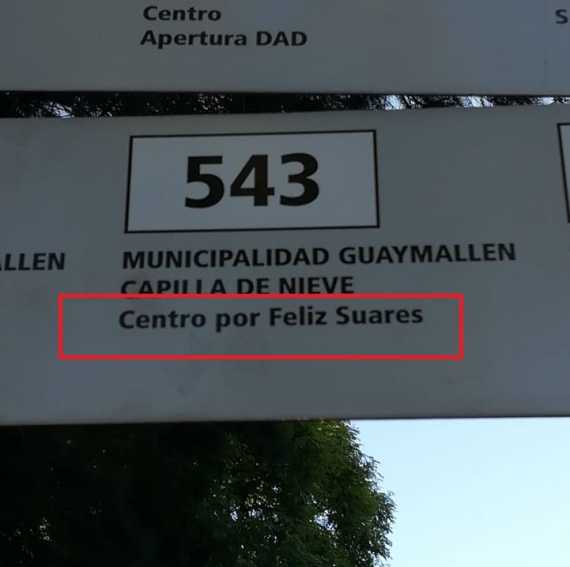 Centro
Apertura DAD
S
543
ALLEN
MUNICIPALIDAD GUAYMALLEN
CAPILLA DE NIEVE
Centro por Feliz Suares